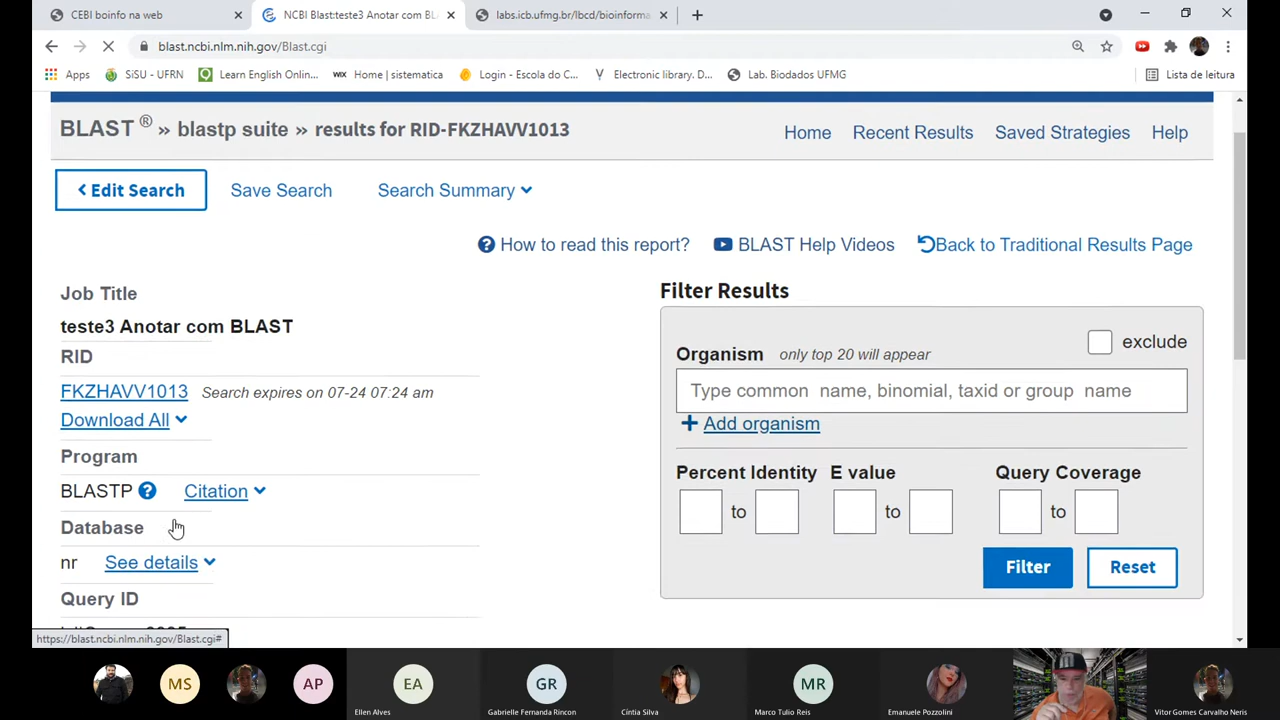 CEBI boinfo na web
NCBI Blast:teste3 Anotar com BL
labs.icb.ufmg.br/lbcd/bioinforma
blast.ncbi.nlm.nih.gov/Blast.cgi
Apps SiSU - UFRN Learn English Onlin... WIX Home | sistematica Login - Escola do C... Electronic library. D... Lab. Biodados UFMG Lista de leitura
BLAST ® » blastp suite » results for RID-FKZHAVV1013
Home Recent Results Saved Strategies Help
Edit Search Save Search Search Summary
How to read this report? BLAST Help Videos Back to Traditional Results Page
Job Title
teste3 Anotar com BLAST
RID
FKZHAVV1013 Search expires on 07-24 07:24 am
Download All
Program
BLASTP Citation
Database
nr See details
Query ID
Filter Results
exclude
Organism only top 20 will appear
Type common name, binomial, taxid or group name
Add organism
Percent Identity E value Query Coverage
to to to
Filter Reset
https://blast.ncbi.nlm.nih.gov/Blast.cgi#
MS AP EA GR MR
Ellen Alves Gabrielle Fernanda Rincon Cíntia Silva Marco Tulio Reis Emanuele Pozzolini Vitor Gomes Carvalho Neris